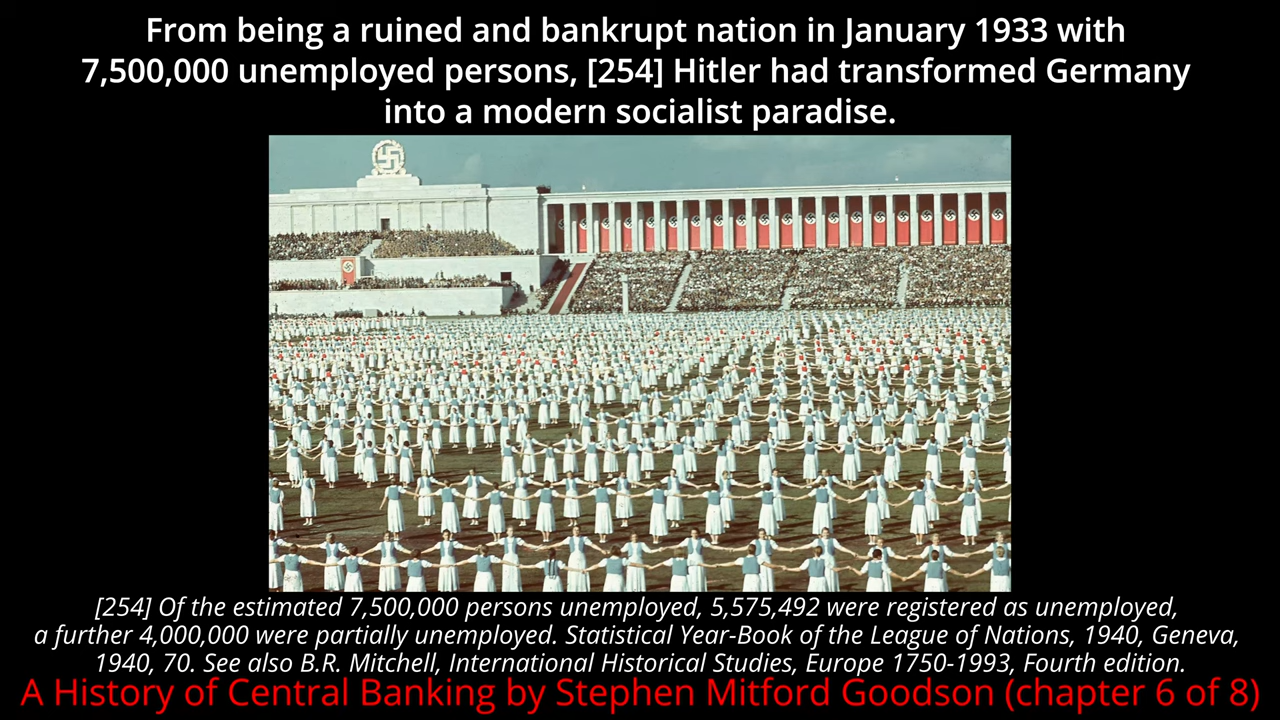 From being a ruined and bankrupt nation in January 1933 with
7,500,000 unemployed persons, [254] Hitler had transformed Germany
into a modern socialist paradise.
[254] Of the estimated 7,500,000 persons unemployed, 5,575,492 were registered as unemployed,
a further 4,000,000 were partially unemployed. Statistical Year-Book of the League of Nations, 1940, Geneva,
1940, 70. See also B.R. Mitchell, International Historical Studies, Europe 1750-1993, Fourth edition.
A History of Central Banking by Stephen Mitford Goodson (chapter 6 of 8)